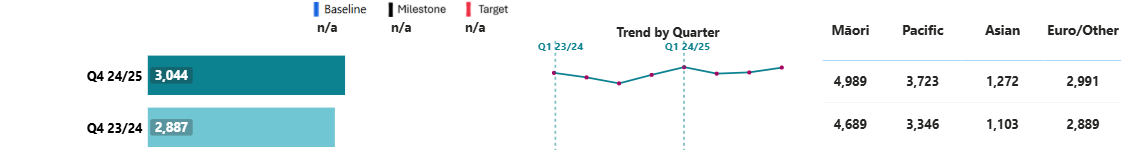 Baseline Milestone Target
n/a n/a n/a
Trend by Quarter
Q1 23/24 Q1 24/25
Māori Pacific Asian Euro/Other
Q4 24/25 3,044 4,989 3,723 1,272 2,991
Q4 23/24 2,887 4,689 3,346 1,103 2,889